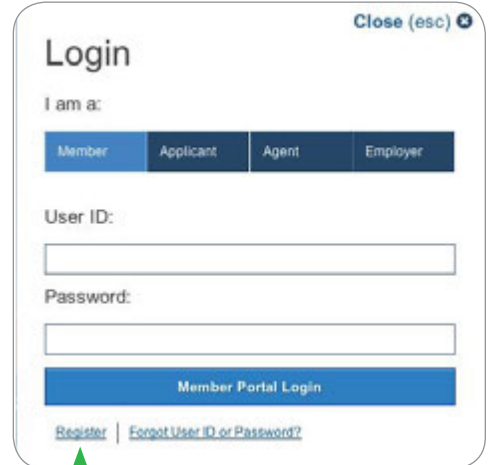 Close (esc)
Login
I am a:
Member Applicant Agent Employer
User ID:
Password:
Member Portal Login
Register | Forgot User ID or Password?